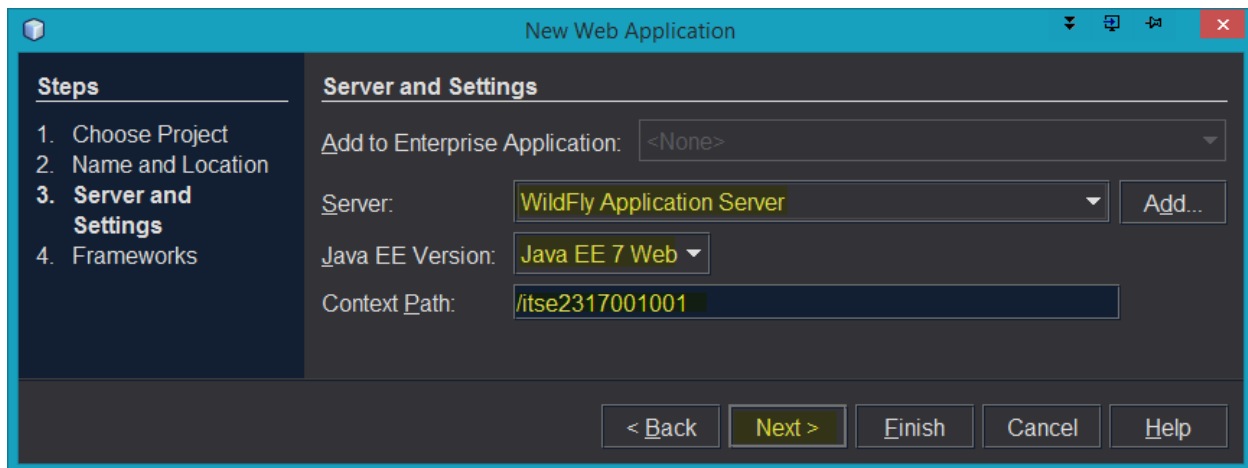 New Web Application
Steps
1. Choose Project
2. Name and Location
3. Server and
Settings
4. Frameworks
Server and Settings
Add to Enterprise Application: <None>
Server: WildFly Application Server Add...
Java EE Version: Java EE 7 Web
Context Path: /itse2317001001
< Back Next > Finish Cancel Help